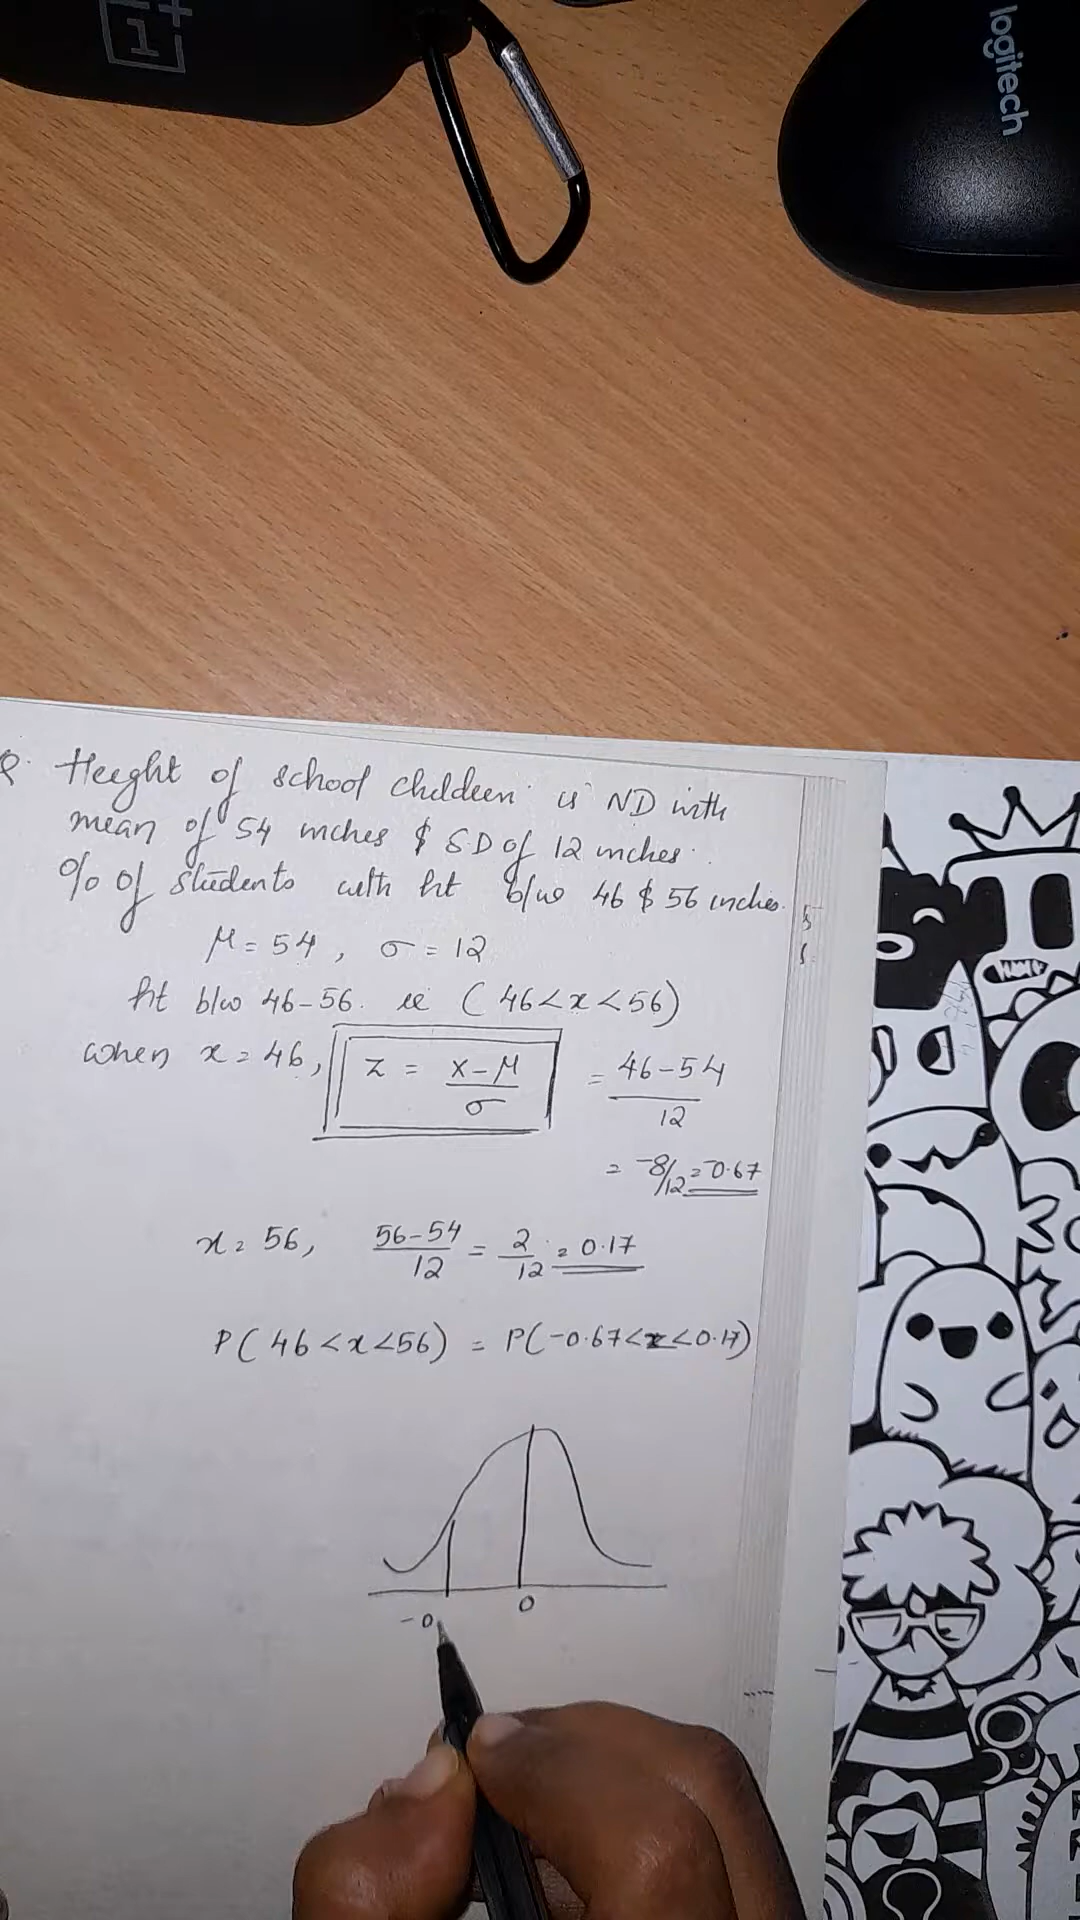 1+
logitech
Q. Height of school children is ND with
mean of 54 inches & SD of 12 inches.
% of students with ht b/w 46 & 56 inches.
μ = 54 , σ = 12
ht b/w 46-56. ie (46<x<56)
when x = 46, z = x-μ/σ = 46-54/12
= -8/12 = -0.67
x = 56, 56-54/12 = 2/12 = 0.17
P(46<x<56) = P(-0.67<z<0.17)
-0 0